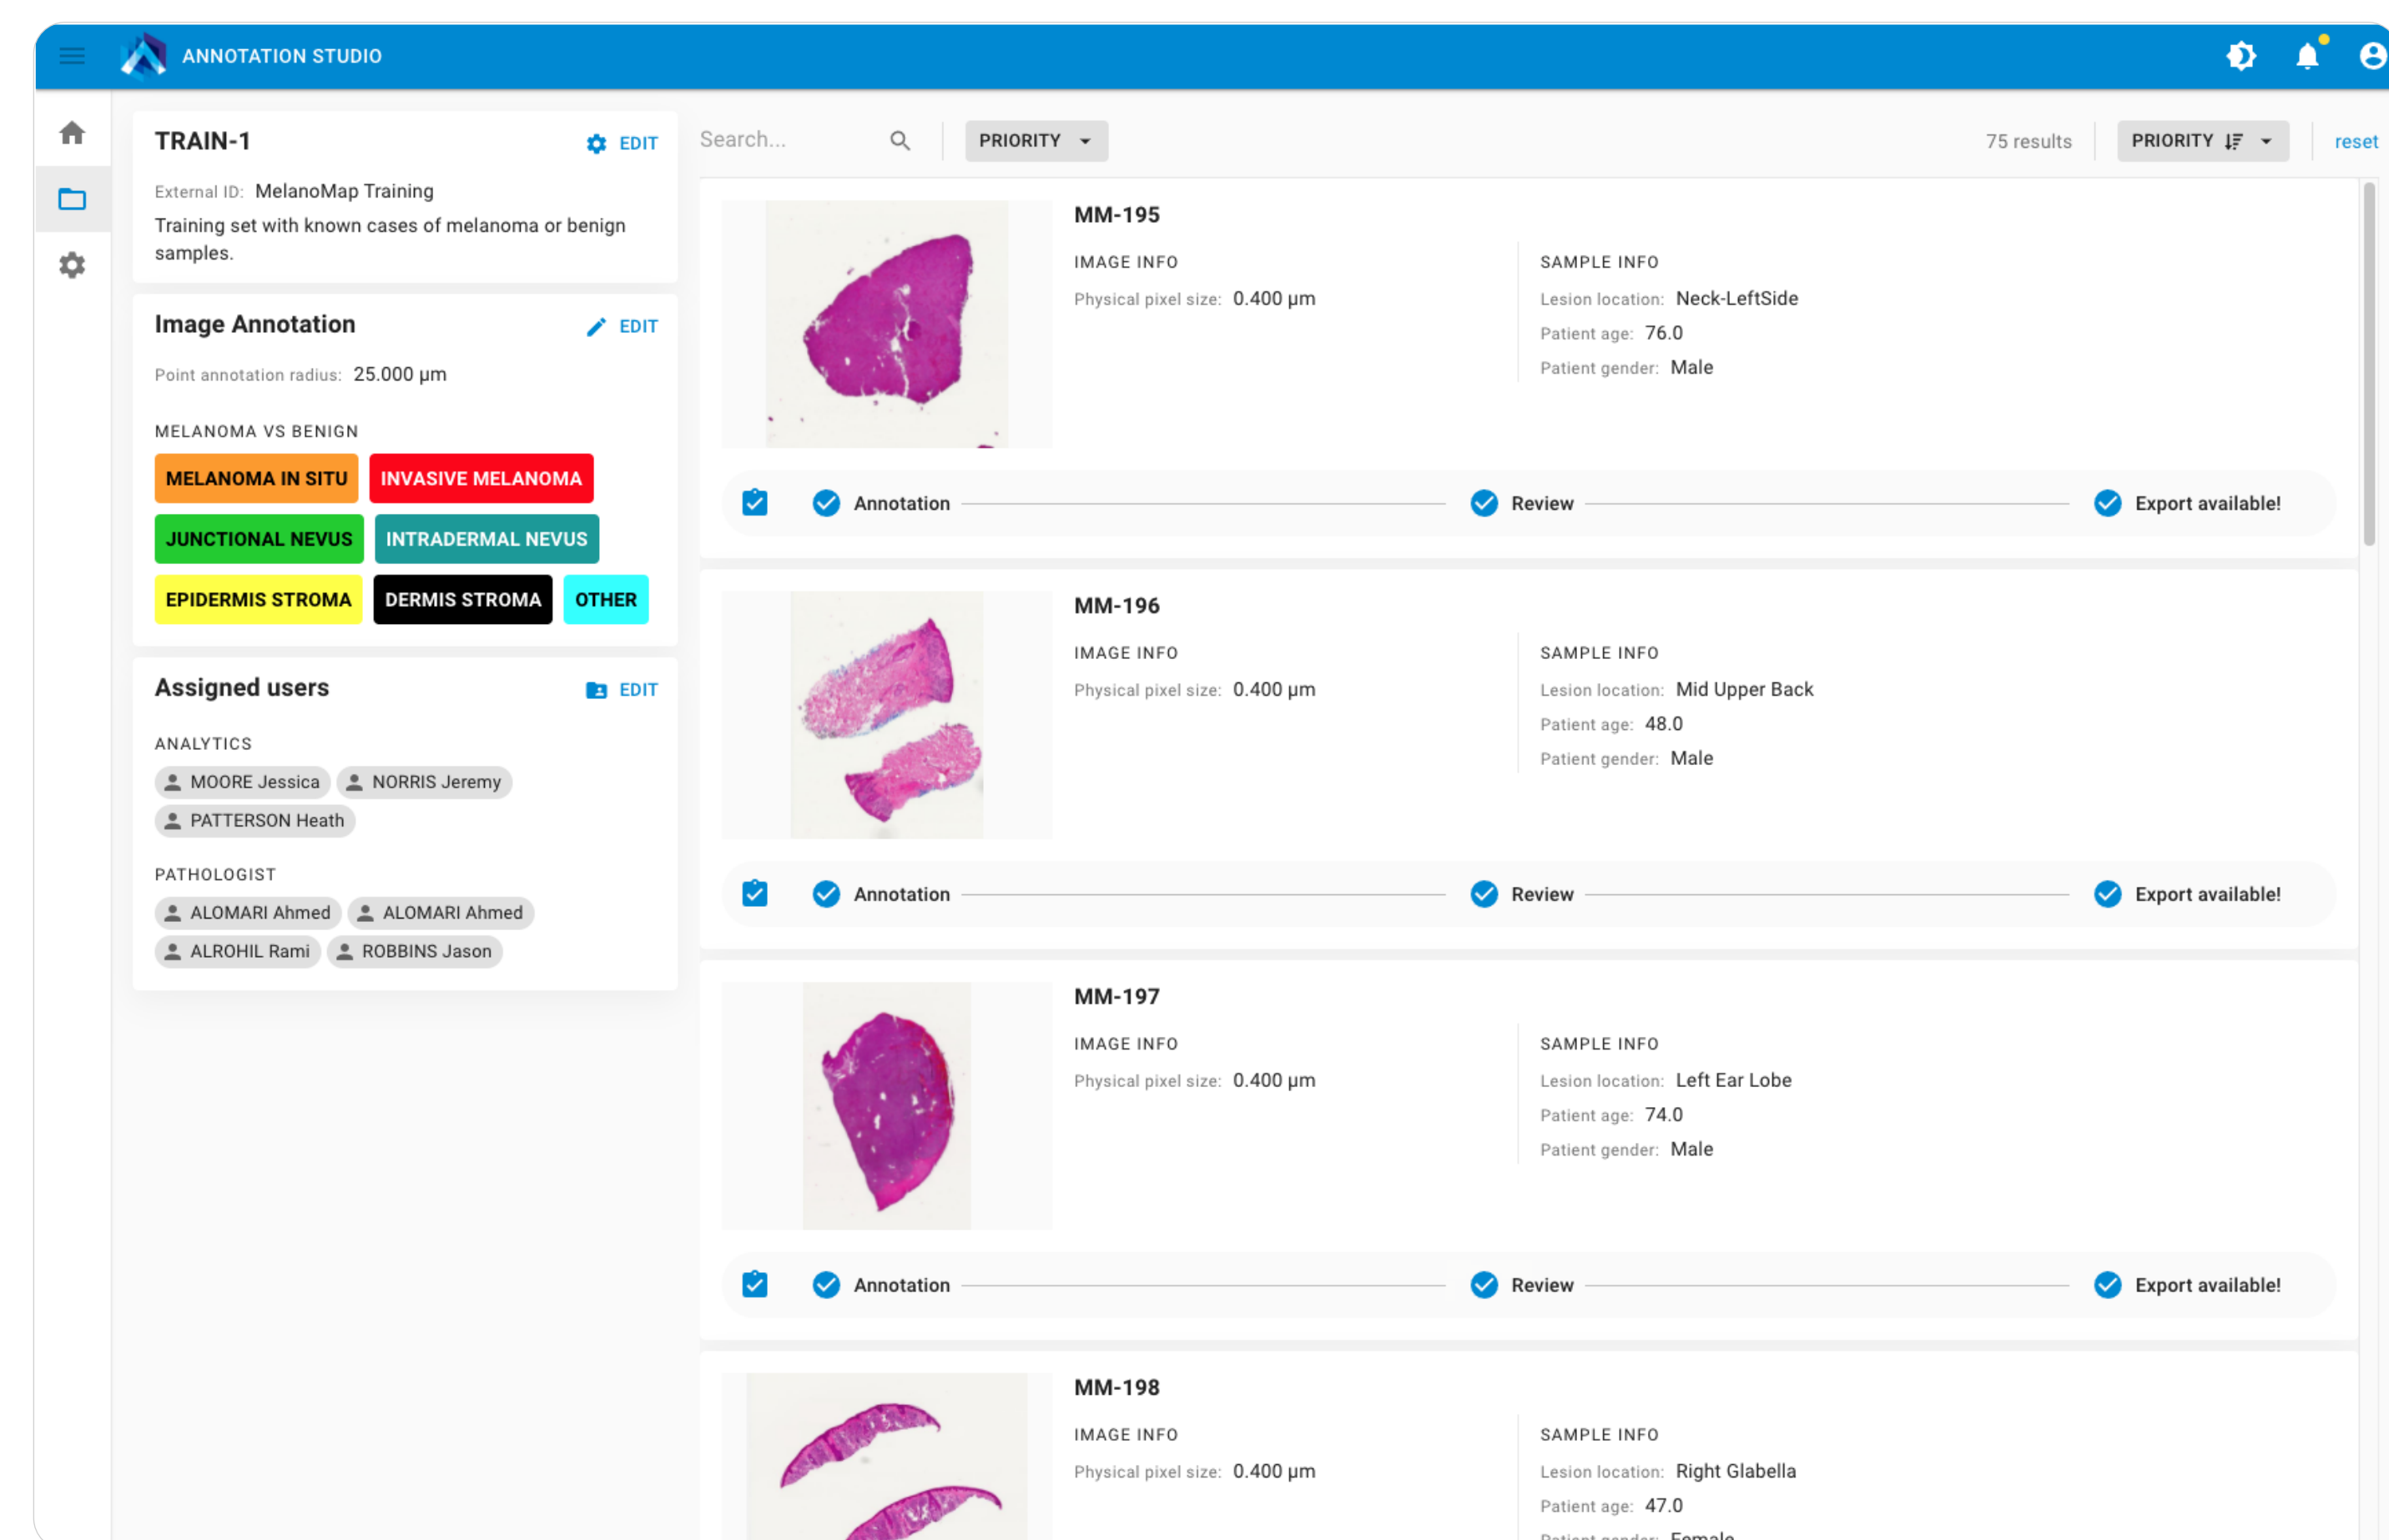 ANNOTATION STUDIO
TRAIN-1
EDIT
External ID: MelanoMap Training
Training set with known cases of melanoma or benign
samples.
Image Annotation
EDIT
Point annotation radius: 25.000 µm
MELANOMA VS BENIGN
MELANOMA IN SITU INVASIVE MELANOMA
JUNCTIONAL NEVUS INTRADERMAL NEVUS
EPIDERMIS STROMA DERMIS STROMA OTHER
Assigned users
EDIT
ANALYTICS
MOORE Jessica NORRIS Jeremy
PATTERSON Heath
PATHOLOGIST
ALOMARI Ahmed ALOMARI Ahmed
ALROHIL Rami ROBBINS Jason
Search... PRIORITY 75 results PRIORITY reset
MM-195
IMAGE INFO
Physical pixel size: 0.400 µm
SAMPLE INFO
Lesion location: Neck-LeftSide
Patient age: 76.0
Patient gender: Male
Annotation Review Export available!
MM-196
IMAGE INFO
Physical pixel size: 0.400 µm
SAMPLE INFO
Lesion location: Mid Upper Back
Patient age: 48.0
Patient gender: Male
Annotation Review Export available!
MM-197
IMAGE INFO
Physical pixel size: 0.400 µm
SAMPLE INFO
Lesion location: Left Ear Lobe
Patient age: 74.0
Patient gender: Male
Annotation Review Export available!
MM-198
IMAGE INFO
Physical pixel size: 0.400 µm
SAMPLE INFO
Lesion location: Right Glabella
Patient age: 47.0
Patient gender: Female